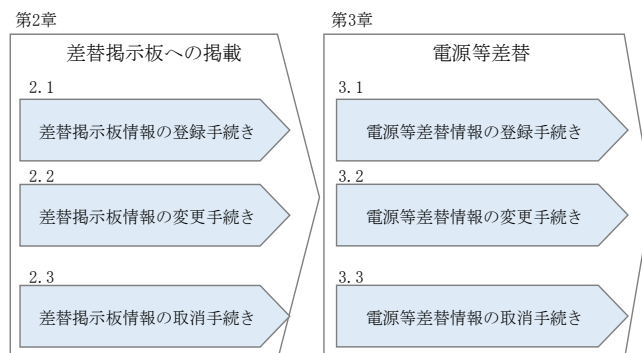 第2章
差替掲示板への掲載
2.1
差替掲示板情報の登録手続き
2.2
差替掲示板情報の変更手続き
2.3
差替掲示板情報の取消手続き
第3章
電源等差替
3.1
電源等差替情報の登録手続き
3.2
電源等差替情報の変更手続き
3.3
電源等差替情報の取消手続き